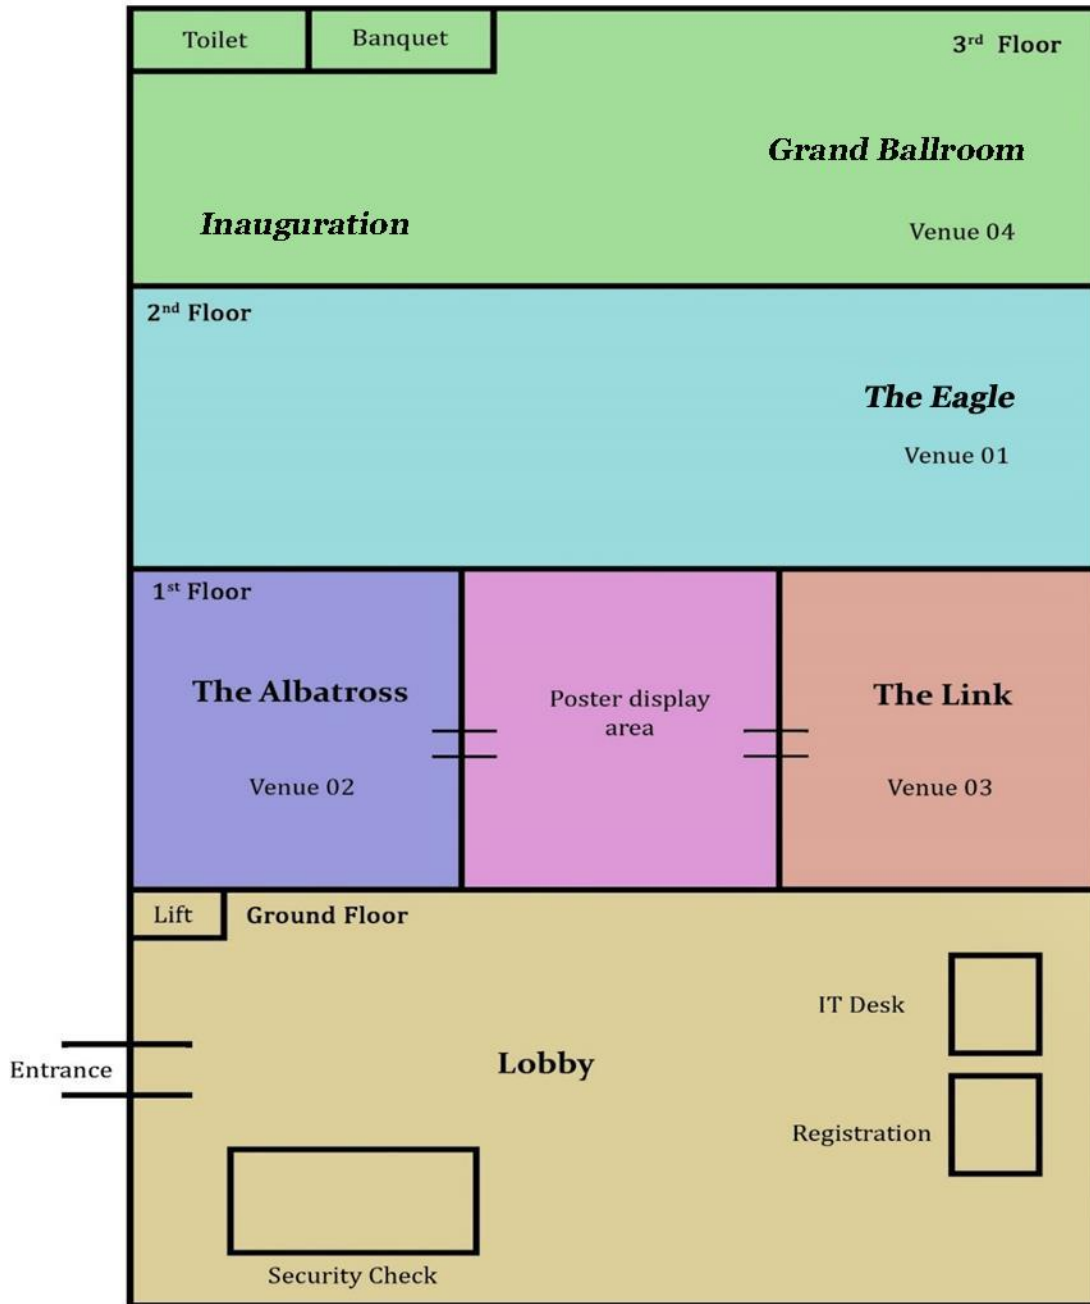 Toilet
Banquet
3rd Floor
Grand Ballroom
Inauguration
Venue 04
2nd Floor
The Eagle
Venue 01
1st Floor
The Albatross
Venue 02
Poster display
area
The Link
Venue 03
Lift
Ground Floor
IT Desk
Entrance
Lobby
Registration
Security Check